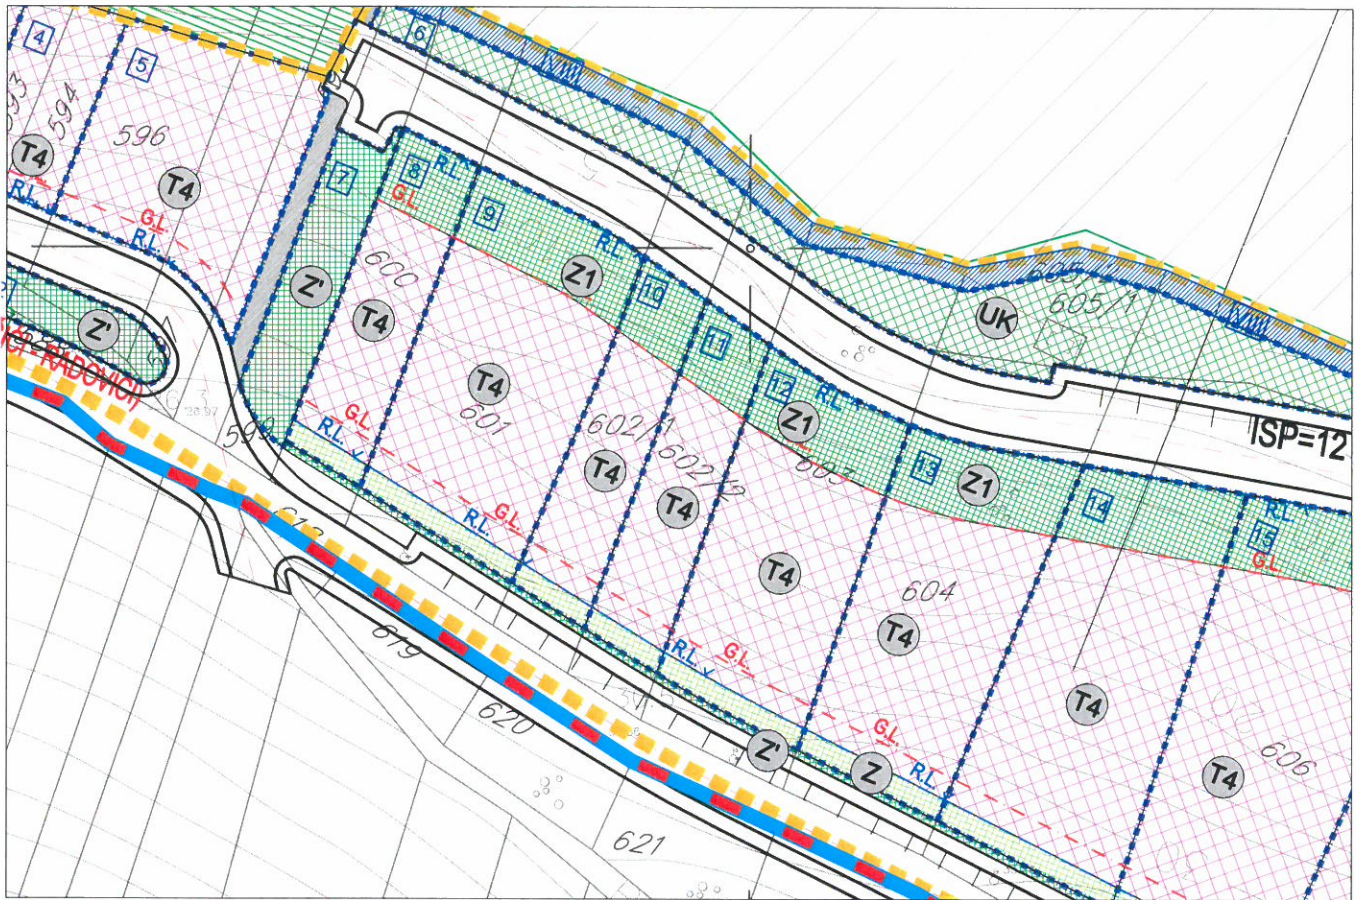 4
5
6
593
594
596
T4
T4
R.L.
G.L.
R.L.
7
8
R.L.
G.L.
9
R.L.
Z1
10
11
12
R.L.
Z1
UK
605/1
13
Z1
14
15
R.L.
G.L.
ISP=12
Z'
Z'
RADOVIĆI)
599
600
T4
T4
601
602/1
T4
602/2
T4
603
T4
604
T4
T4
606
T4
G.L.
R.L.
G.L.
R.L.
G.L.
R.L.
G.L.
R.L.
Z'
Z
619
620
621